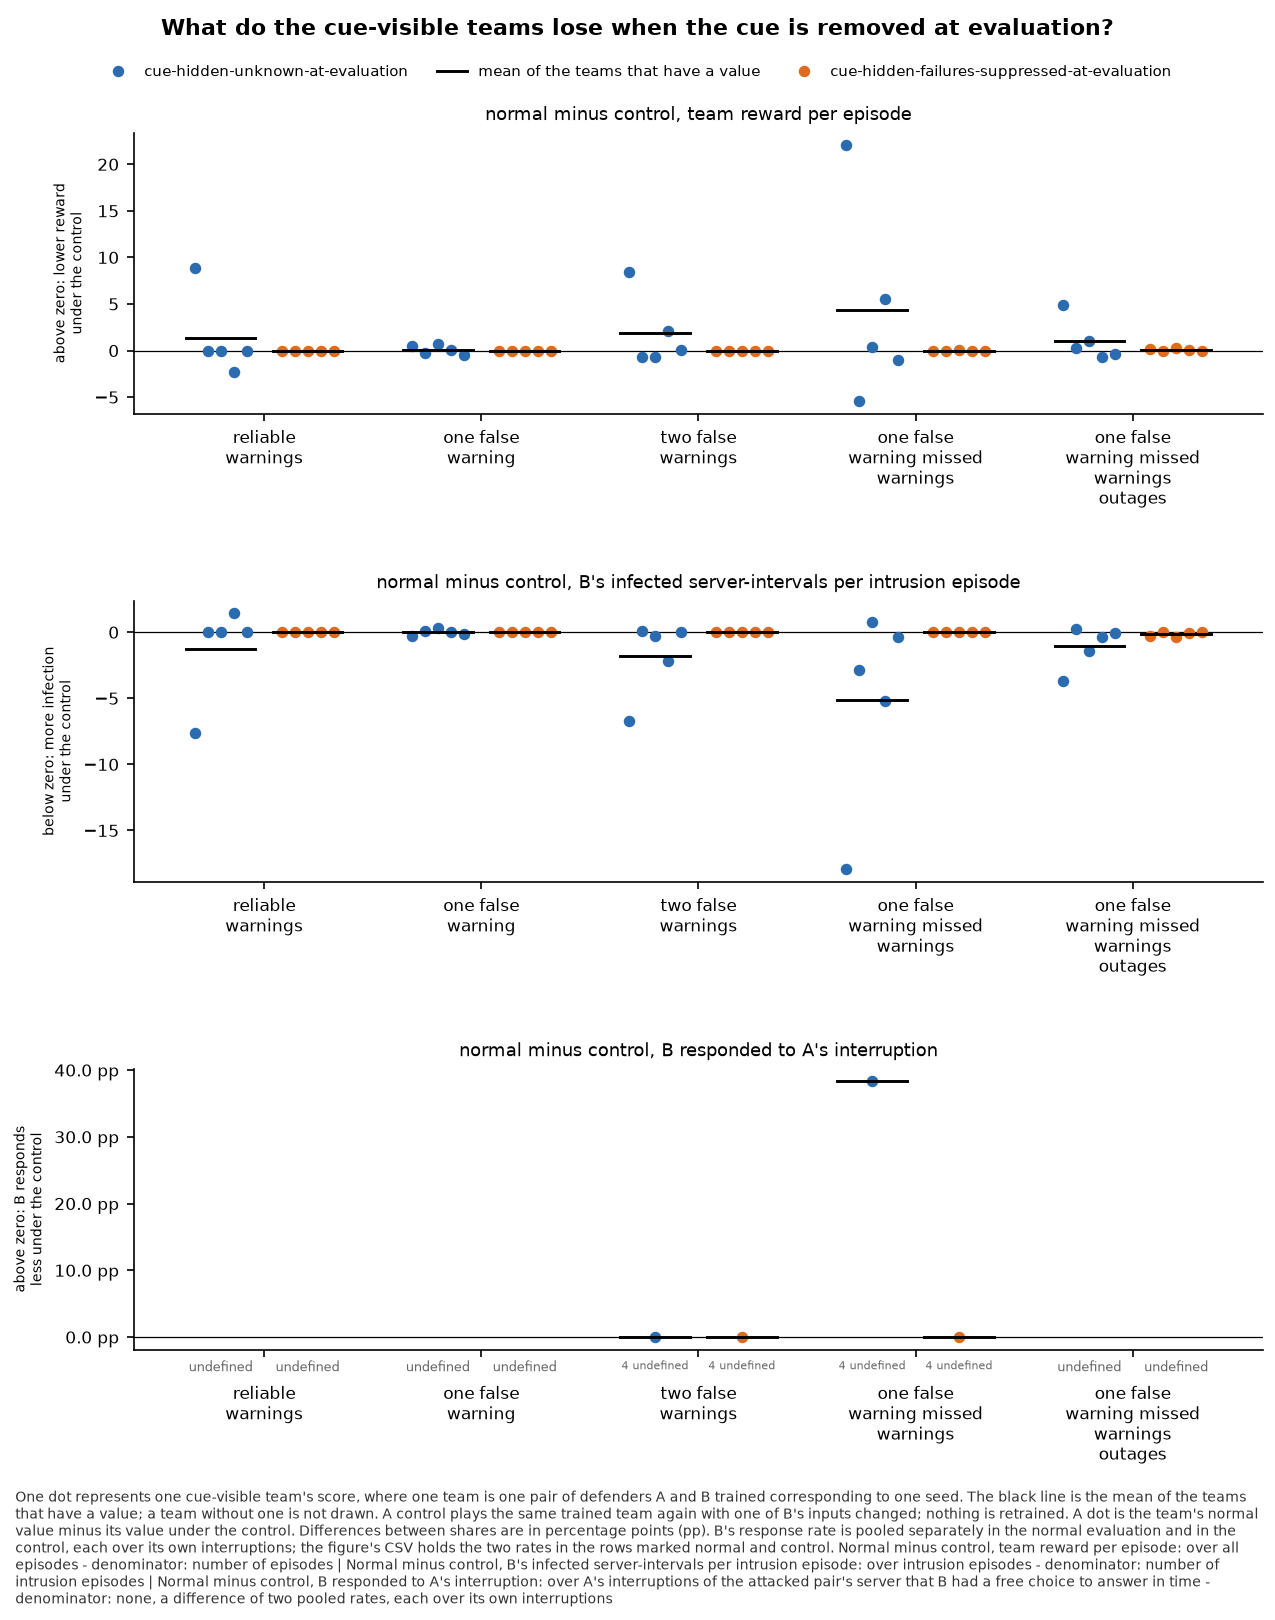 What do the cue-visible teams lose when the cue is removed at evaluation?
cue-hidden-unknown-at-evaluation
mean of the teams that have a value
cue-hidden-failures-suppressed-at-evaluation
normal minus control, team reward per episode
above zero: lower reward
under the control
20
15
10
5
0
−5
reliable
warnings
one false
warning
two false
warnings
one false
warning missed
warnings
one false
warning missed
warnings
outages
normal minus control, B's infected server-intervals per intrusion episode
below zero: more infection
under the control
0
−5
−10
−15
reliable
warnings
one false
warning
two false
warnings
one false
warning missed
warnings
one false
warning missed
warnings
outages
normal minus control, B responded to A's interruption
above zero: B responds
less under the control
40.0 pp
30.0 pp
20.0 pp
10.0 pp
0.0 pp
undefined undefined
undefined undefined
4 undefined 4 undefined
4 undefined 4 undefined
undefined undefined
reliable
warnings
one false
warning
two false
warnings
one false
warning missed
warnings
one false
warning missed
warnings
outages
One dot represents one cue-visible team's score, where one team is one pair of defenders A and B trained corresponding to one seed. The black line is the mean of the teams
that have a value; a team without one is not drawn. A control plays the same trained team again with one of B's inputs changed; nothing is retrained. A dot is the team's normal
value minus its value under the control. Differences between shares are in percentage points (pp). B's response rate is pooled separately in the normal evaluation and in the
control, each over its own interruptions; the figure's CSV holds the two rates in the rows marked normal and control. Normal minus control, team reward per episode: over all
episodes - denominator: number of episodes | Normal minus control, B's infected server-intervals per intrusion episode: over intrusion episodes - denominator: number of
intrusion episodes | Normal minus control, B responded to A's interruption: over A's interruptions of the attacked pair's server that B had a free choice to answer in time -
denominator: none, a difference of two pooled rates, each over its own interruptions